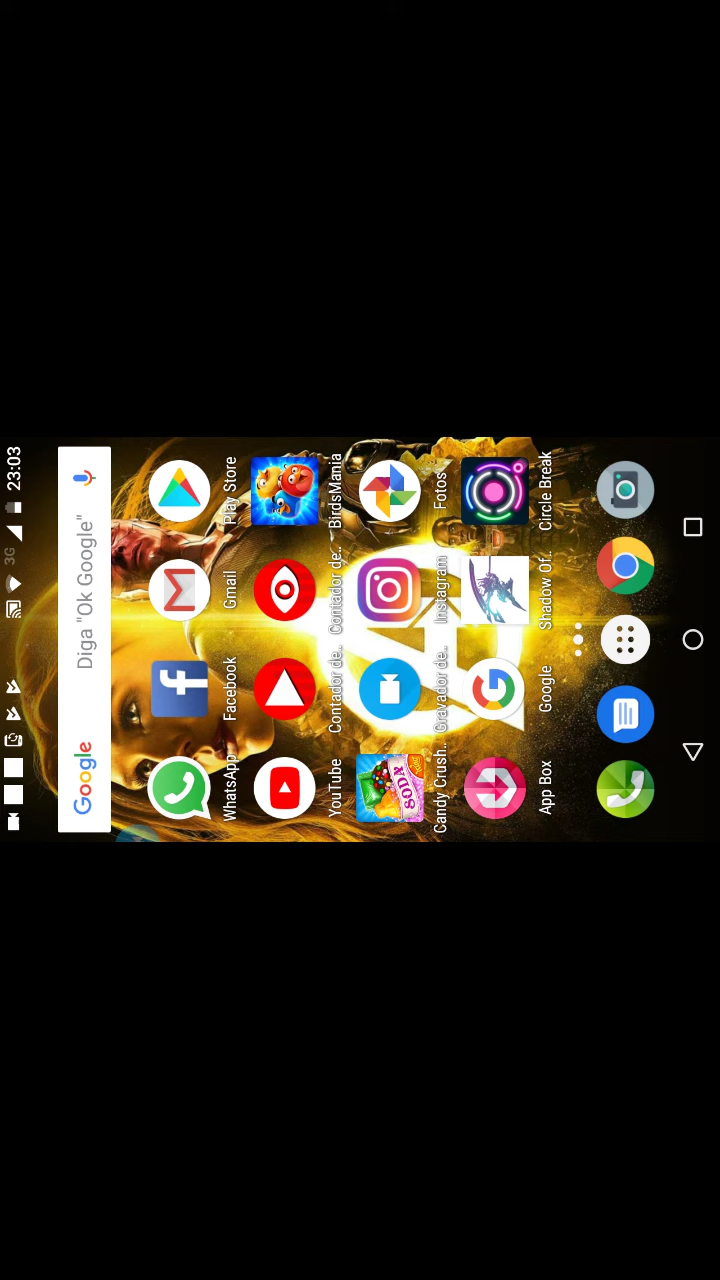 23:03
3G
Google Diga "Ok Google"
WhatsApp Facebook Gmail Play Store
YouTube Contador de.. Contador de.. BirdsMania
SODA
Candy Crush.. Gravador de.. Instagram Fotos
App Box Google Shadow Of.. Circle Break